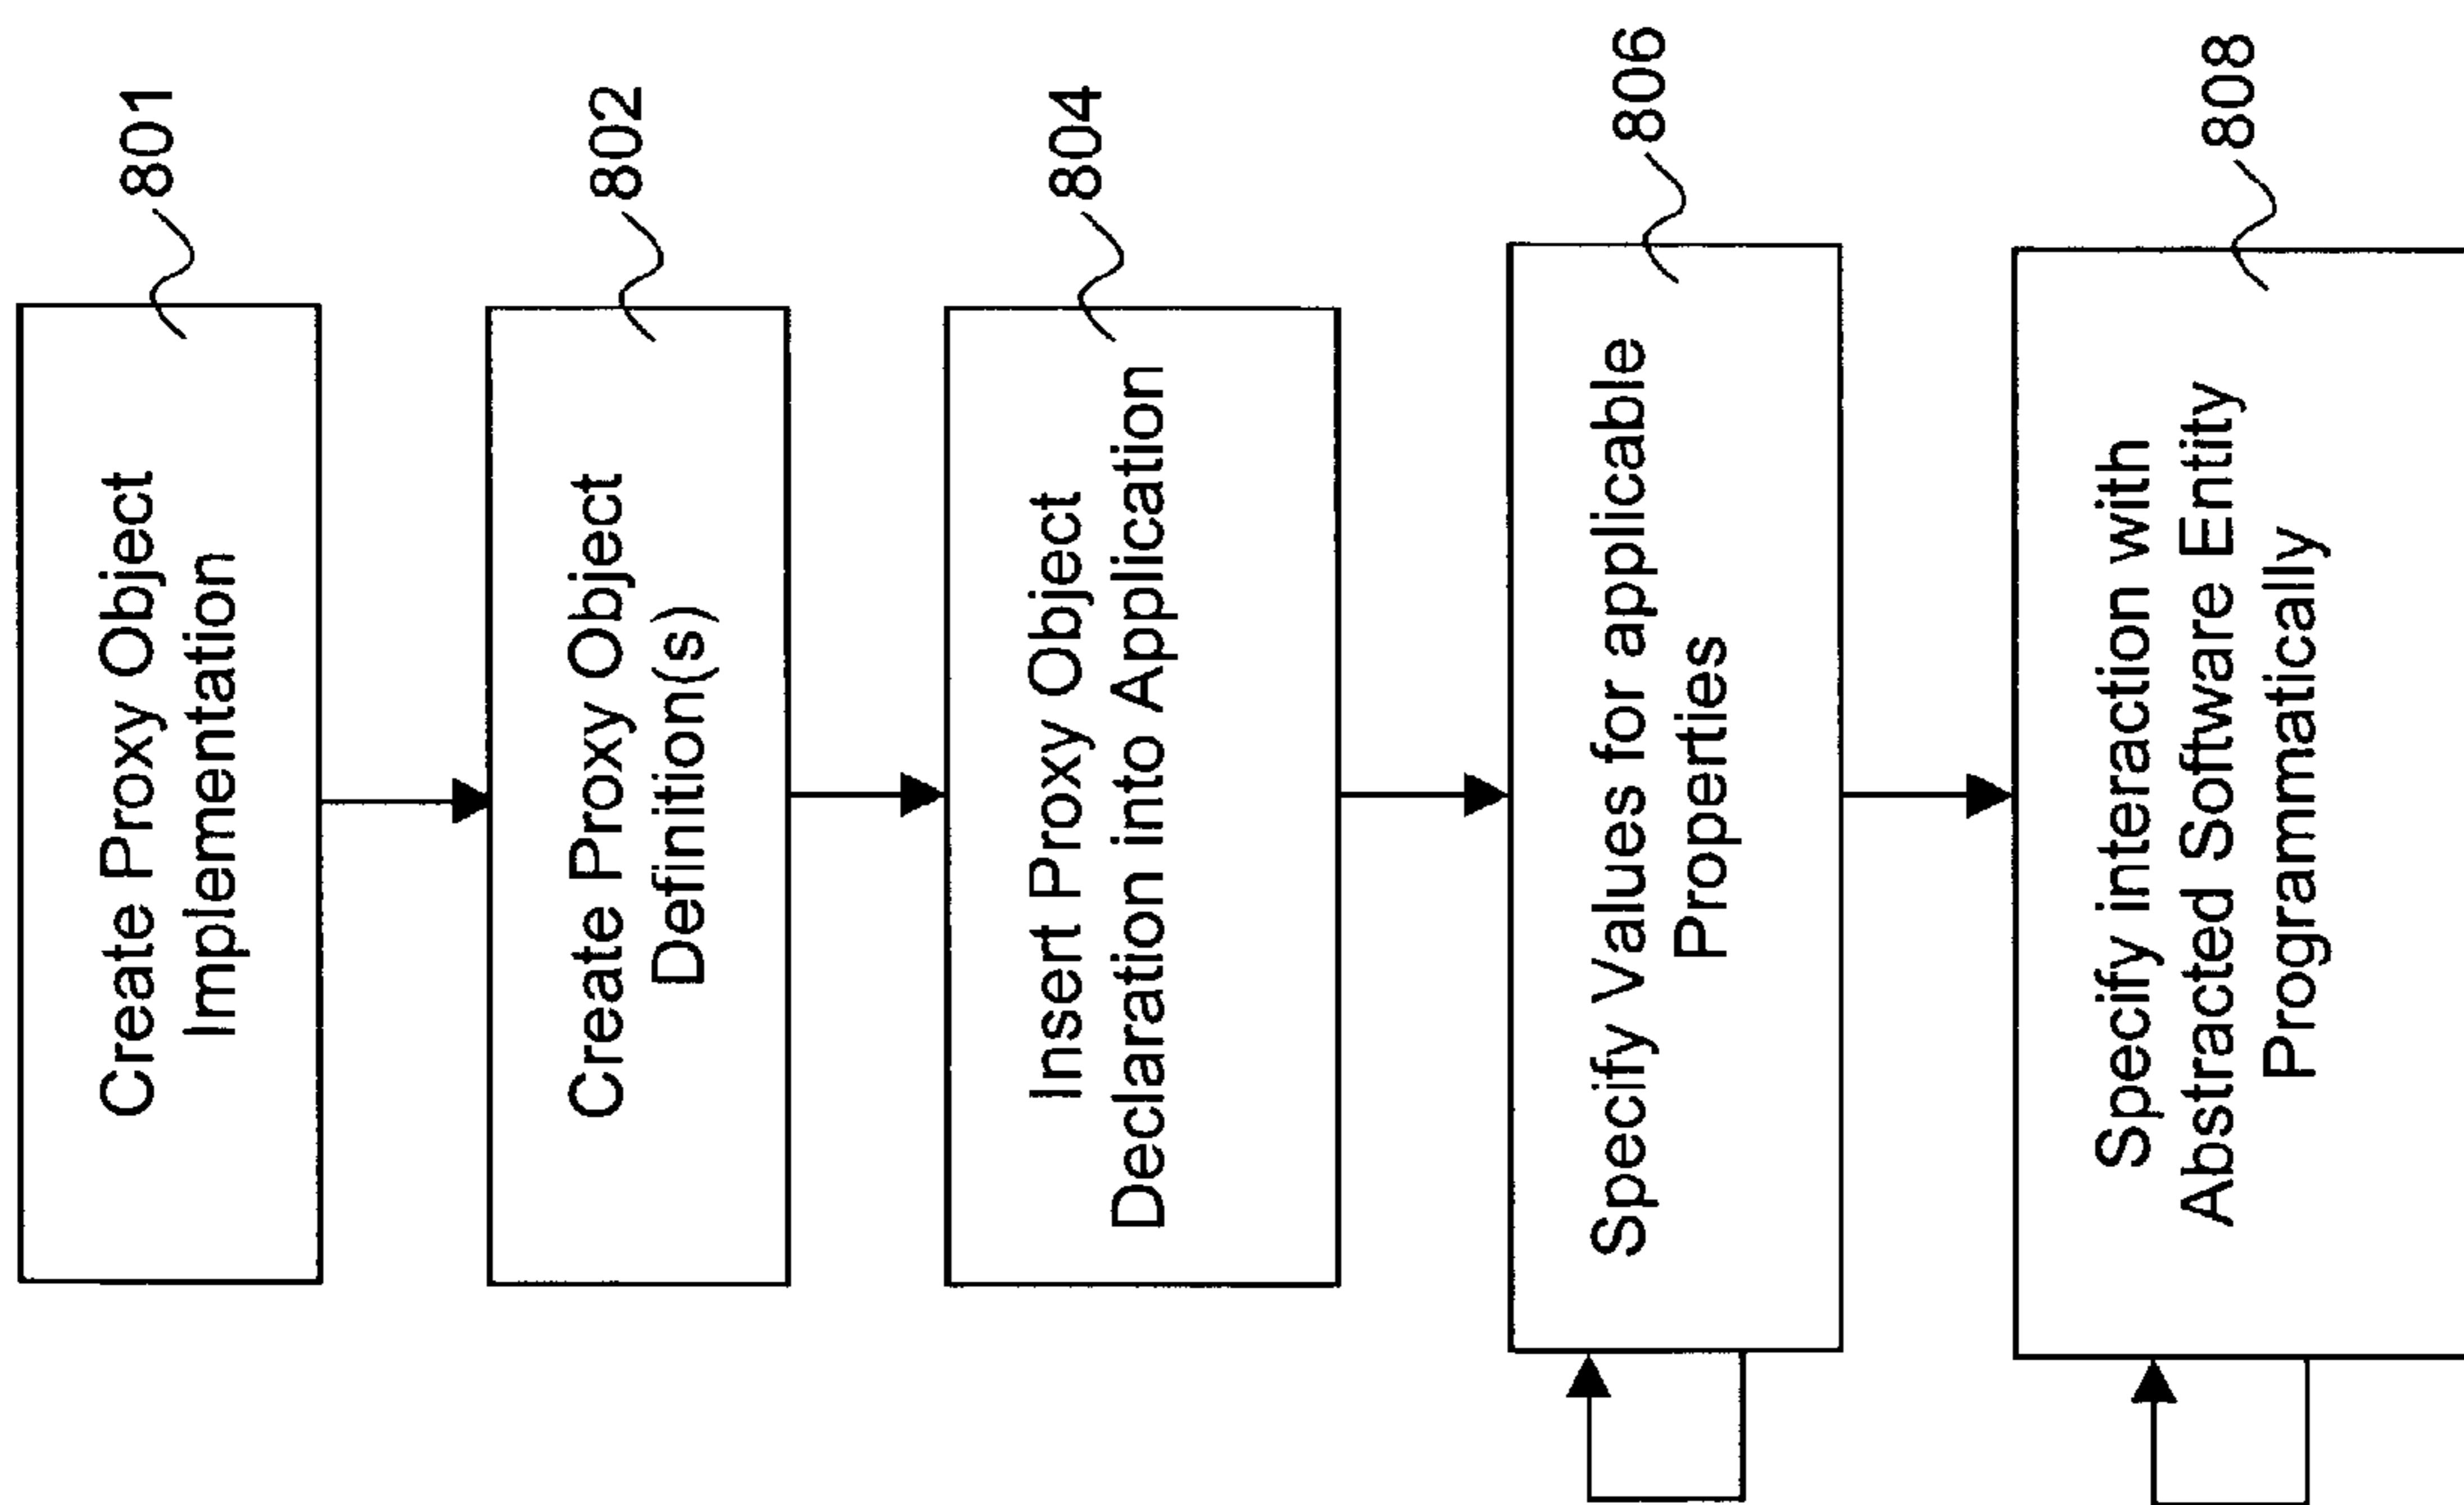 Create Proxy Object
Implementation
801
Create Proxy Object
Definition(s)
802
Insert Proxy Object
Declaration into Application
804
Specify Values for applicable
Properties
806
Specify interaction with
Abstracted Software Entity
Programmatically
808